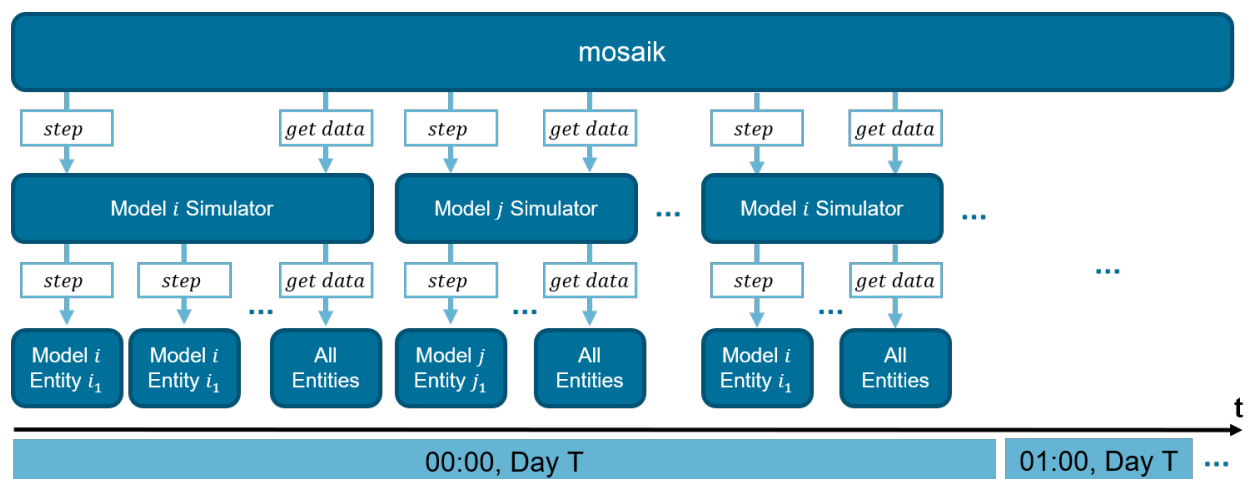 mosaik
step get data step get data step get data
Model i Simulator Model j Simulator ... Model i Simulator ...
step step get data step get data step get data
... ... ... ...
Model i Model i All Model j All Model i All
Entity i₁ Entity i₁ Entities Entity j₁ Entities Entity i₁ Entities
t
00:00, Day T 01:00, Day T ...